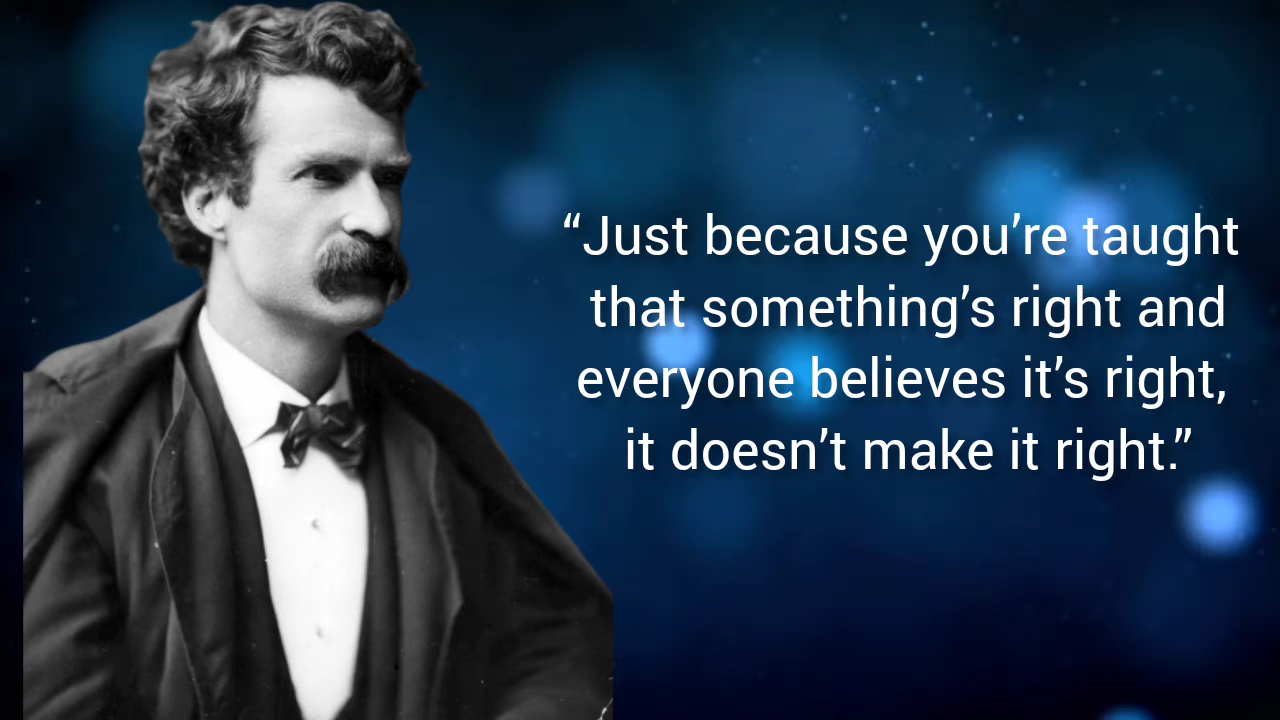 “Just because you’re taught
that something’s right and
everyone believes it’s right,
it doesn’t make it right.”